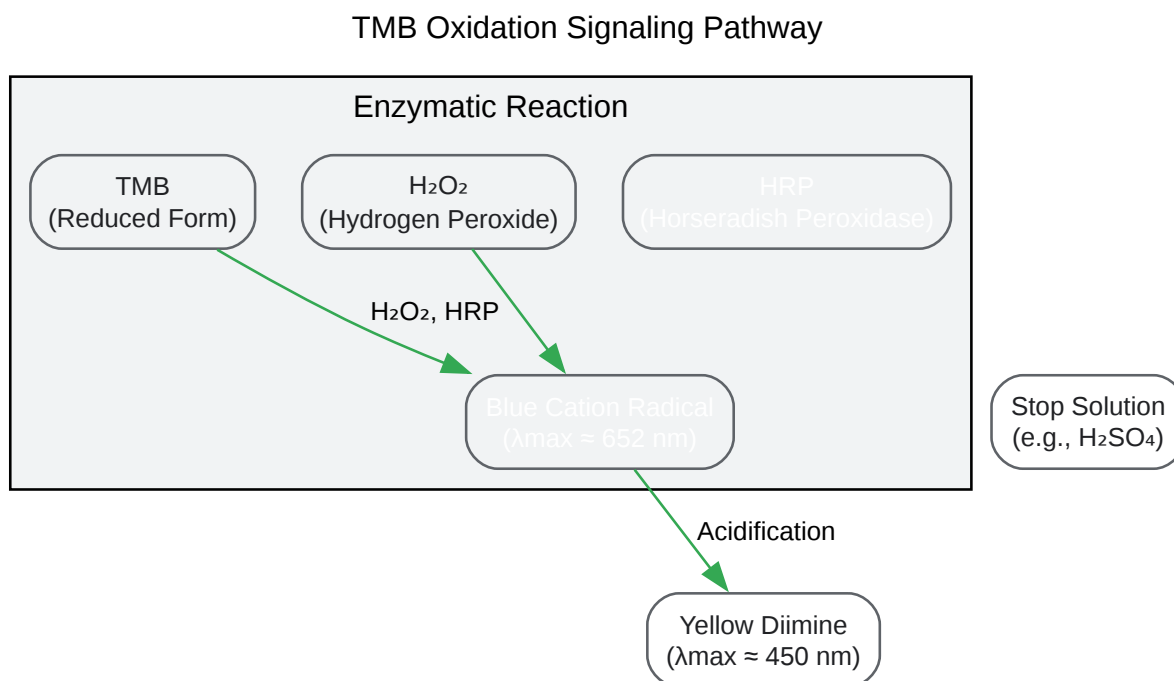 TMB Oxidation Signaling Pathway
Enzymatic Reaction
TMB
(Reduced Form)
H₂O₂
(Hydrogen Peroxide)
HRP
(Horseradish Peroxidase)
H₂O₂, HRP
Blue Cation Radical
(λmax ≈ 652 nm)
Stop Solution
(e.g., H₂SO₄)
Acidification
Yellow Diimine
(λmax ≈ 450 nm)